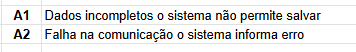 A1 Dados incompletos o sistema não permite salvar
A2 Falha na comunicação o sistema informa erro